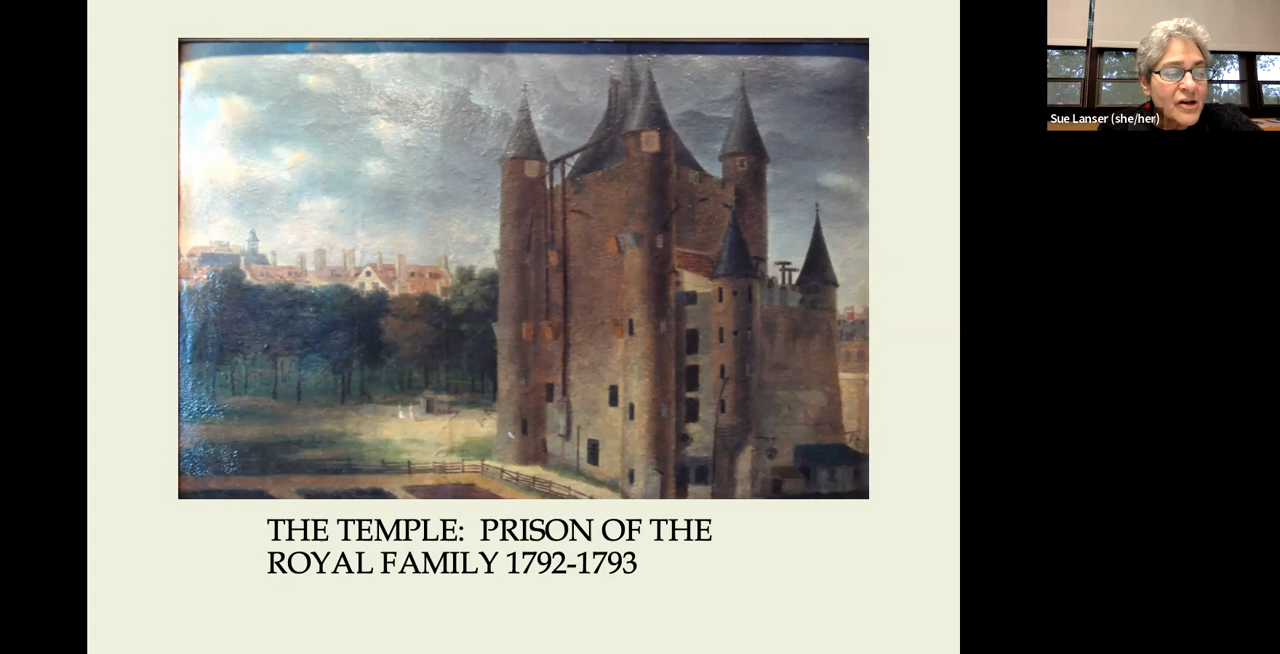 THE TEMPLE: PRISON OF THE
ROYAL FAMILY 1792-1793
Sue Lanser (she/her)